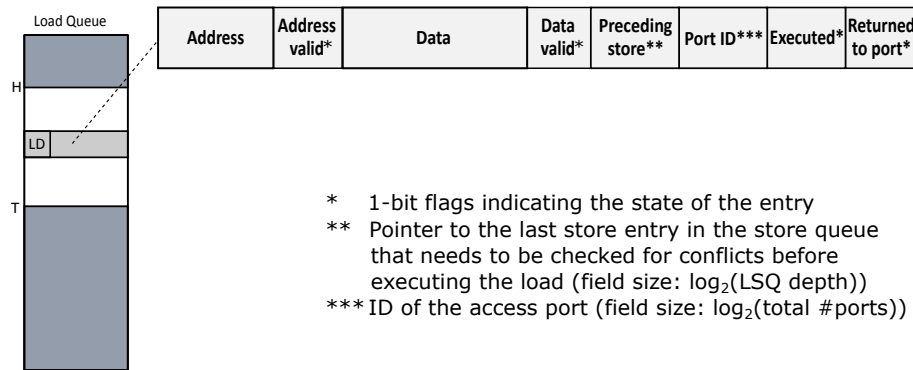 Load Queue
Address
Address valid*
Data
Data valid*
Preceding store**
Port ID***
Executed*
Returned to port*
H
LD
T
* 1-bit flags indicating the state of the entry
** Pointer to the last store entry in the store queue
that needs to be checked for conflicts before
executing the load (field size: log₂(LSQ depth))
*** ID of the access port (field size: log₂(total #ports))